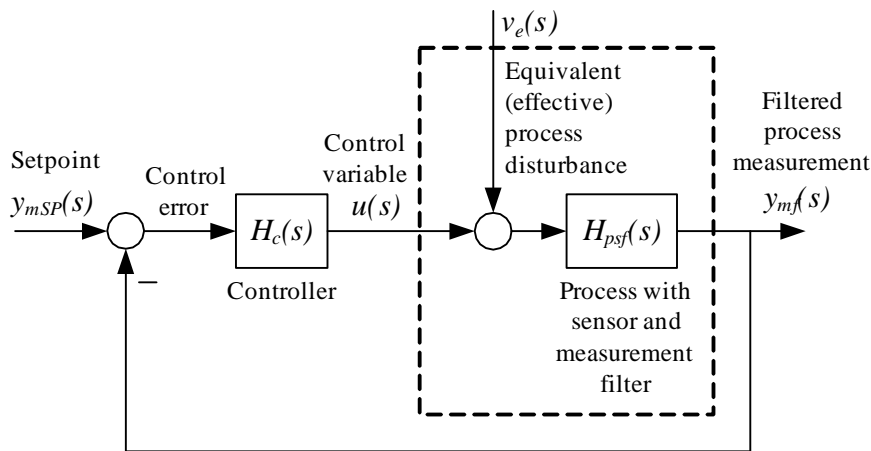 v_e(s)
Equivalent
(effective)
process
disturbance
Filtered
process
measurement
y_mf(s)
Control
variable
u(s)
Setpoint
y_mSP(s)
Control
error
H_c(s)
H_psf(s)
–
Controller
Process with
sensor and
measurement
filter